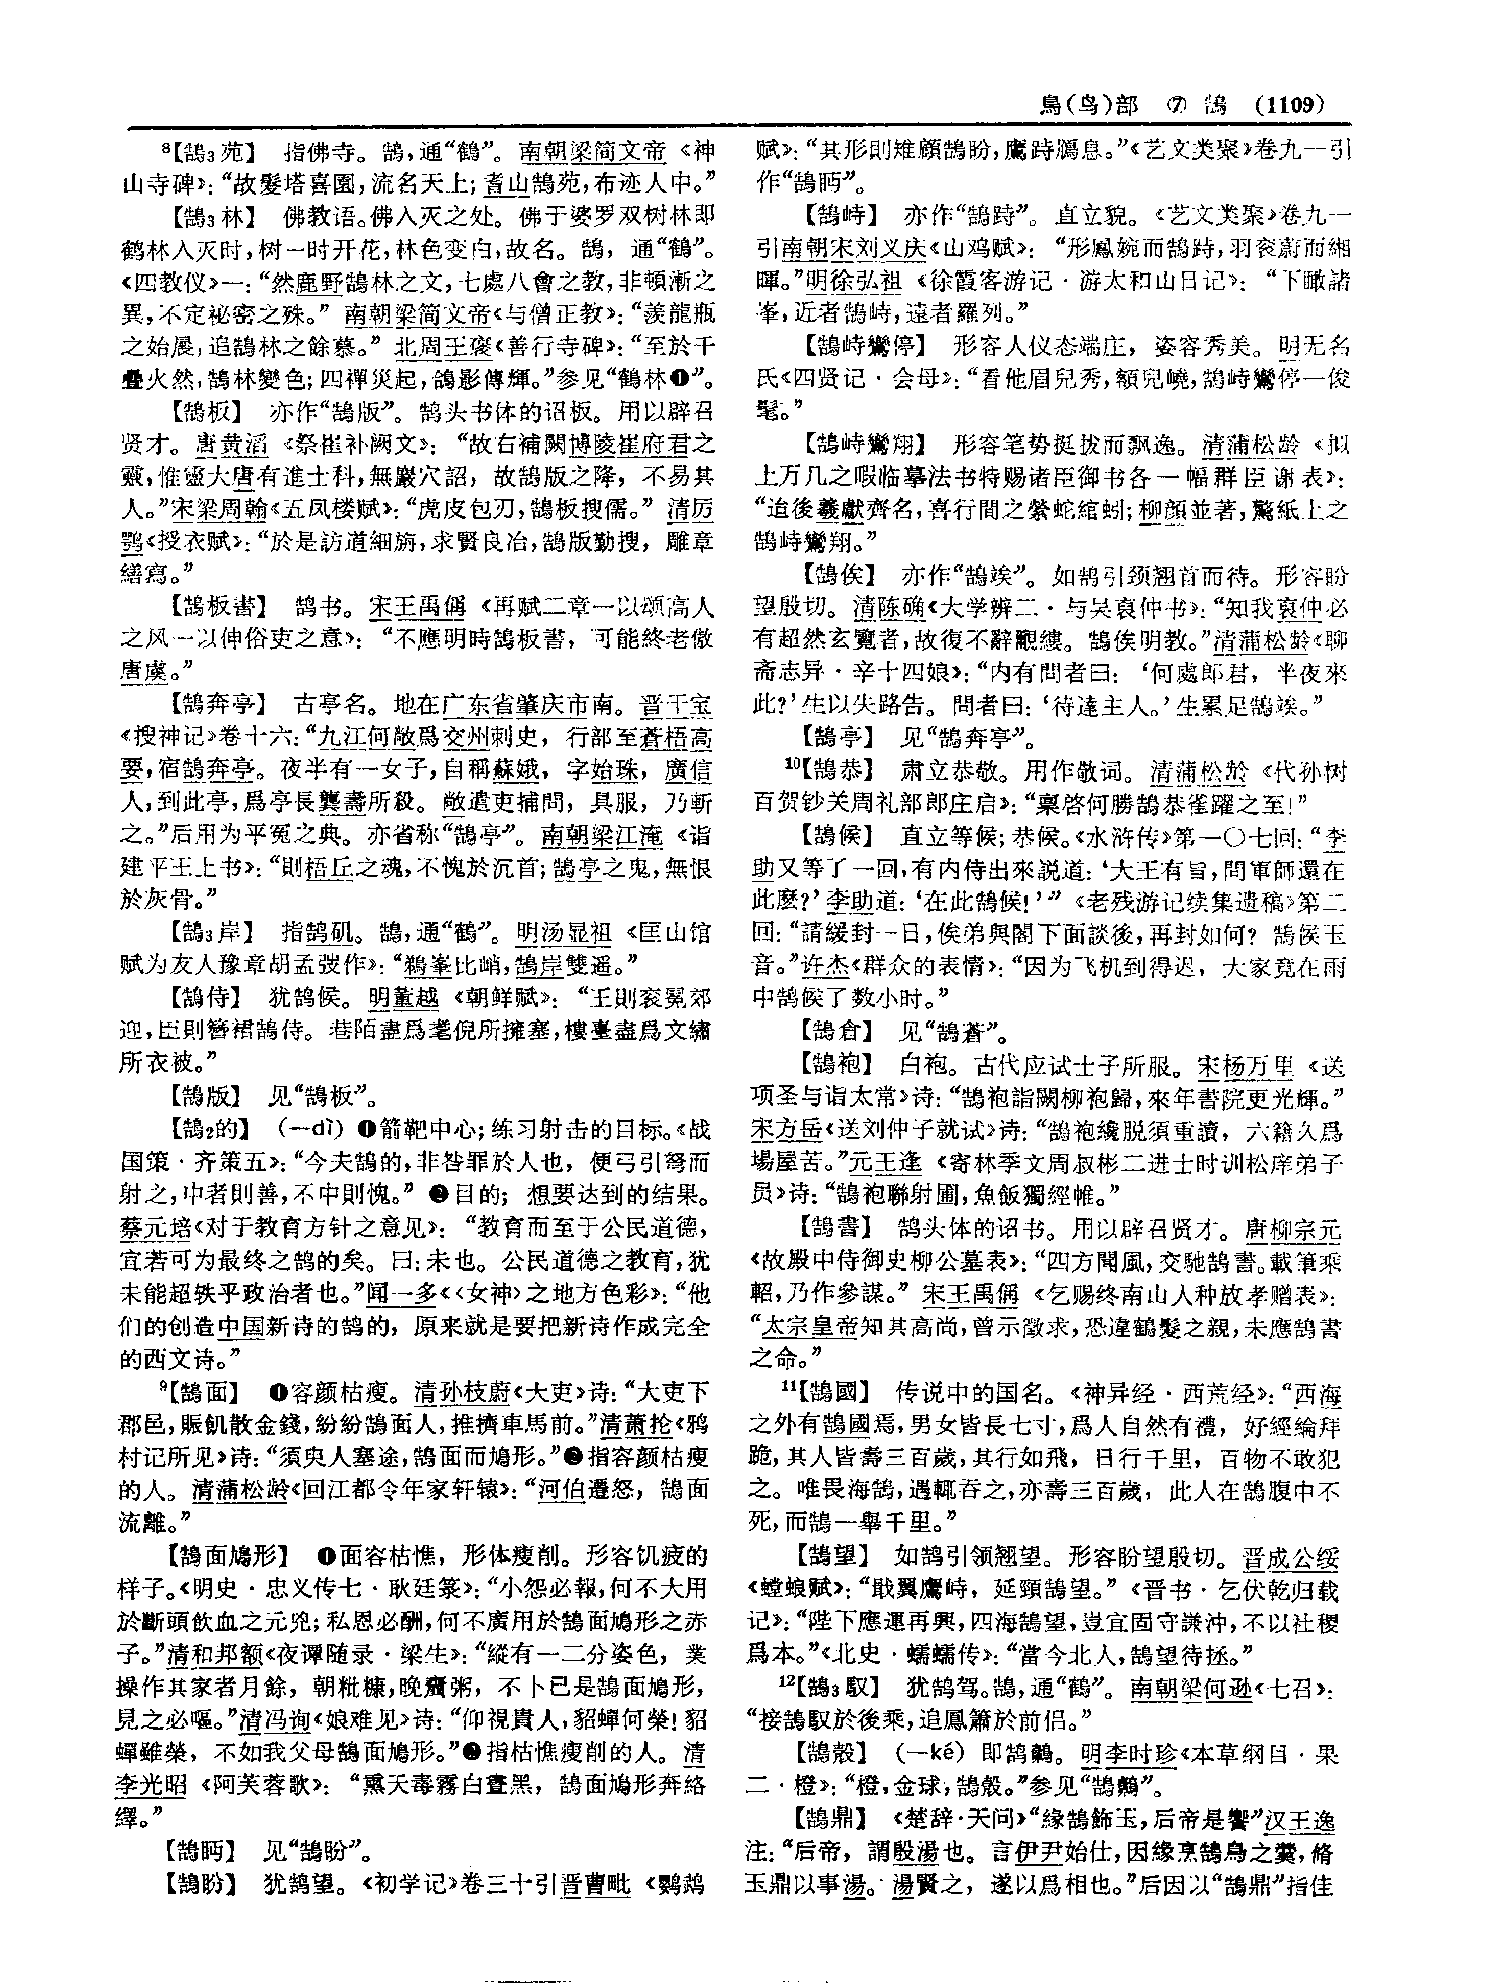 鳥(鸟)部　⑦　鵠　(1109)
⁸【鵠₃苑】　指佛寺。鹄，通“鶴”。南朝梁简文帝《神
山寺碑》：“故髮塔喜園，流名天上；耆山鵠苑，布迹人中。”
【鵠₃林】　佛教语。佛入灭之处。佛于婆罗双树林即
鹤林入灭时，树一时开花，林色变白，故名。鹄，通“鶴”。
《四教仪》一：“然鹿野鵠林之文，七處八會之教，非頓漸之
異，不定祕密之殊。”南朝梁简文帝《与僧正教》：“羨龍瓶
之始晨，追鵠林之餘慕。”北周王褒《善行寺碑》：“至於千
疊火然，鵠林變色；四禪災起，鴿影傳輝。”参见“鶴林❶”。
【鵠板】　亦作“鵠版”。鹄头书体的诏板。用以辟召
贤才。唐黄滔《祭崔补阙文》：“故右補闕博陵崔府君之
靈，惟靈大唐有進士科，無巖穴詔，故鵠版之降，不易其
人。”宋梁周翰《五凤楼赋》：“虎皮包刃，鵠板搜儒。”清厉
鹗《授衣赋》：“於是訪道細旃，求賢良冶，鵠版勤搜，雕章
繕寫。”
【鵠板書】　鹄书。宋王禹偁《再赋二章一以颂高人
之风一以伸俗吏之意》：“不應明時鵠板書，可能終老傲
唐虞。”
【鵠奔亭】　古亭名。地在广东省肇庆市南。晋干宝
《搜神记》卷十六：“九江何敞爲交州刺史，行部至蒼梧高
要，宿鵠奔亭。夜半有一女子，自稱蘇娥，字始珠，廣信
人，到此亭，爲亭長龔壽所殺。敞遣吏捕問，具服，乃斬
之。”后用为平冤之典。亦省称“鵠亭”。南朝梁江淹《诣
建平王上书》：“則梧丘之魂，不愧於沉首；鵠亭之鬼，無恨
於灰骨。”
【鵠₃岸】　指鹄矶。鹄，通“鶴”。明汤显祖《匡山馆
赋为友人豫章胡孟弢作》：“鵝峯比峭，鵠岸雙遥。”
【鵠侍】　犹鹄候。明董越《朝鲜赋》：“王則衮冕郊
迎，臣則簪裾鵠侍。巷陌盡爲耄倪所擁塞，樓臺盡爲文繡
所衣被。”
【鵠版】　见“鵠板”。
【鵠₂的】　(一dì)❶箭靶中心；练习射击的目标。《战
国策·齐策五》：“今夫鵠的，非咎罪於人也，便弓引弩而
射之，中者則善，不中則愧。”❷目的；想要达到的结果。
蔡元培《对于教育方针之意见》：“教育而至于公民道德，
宜若可为最终之鹄的矣。曰：未也。公民道德之教育，犹
未能超轶乎政治者也。”闻一多《〈女神〉之地方色彩》：“他
们的创造中国新诗的鹄的，原来就是要把新诗作成完全
的西文诗。”
⁹【鵠面】　❶容颜枯瘦。清孙枝蔚《大吏》诗：“大吏下
郡邑，賑飢散金錢，紛紛鵠面人，推擠車馬前。”清萧抡《鸦
村记所见》诗：“須臾人塞途，鵠面而鳩形。”❷指容颜枯瘦
的人。清蒲松龄《回江都令年家轩辕》：“河伯遷怒，鵠面
流離。”
【鵠面鳩形】　❶面容枯憔，形体瘦削。形容饥疲的
样子。《明史·忠义传七·耿廷箓》：“小怨必報，何不大用
於斷頭飲血之元兇；私恩必酬，何不廣用於鵠面鳩形之赤
子。”清和邦额《夜谭随录·梁生》：“縱有一二分姿色，業
操作其家者月餘，朝粃糠，晚饘粥，不卜已是鵠面鳩形，
見之必嘔。”清冯询《娘难见》诗：“仰視貴人，貂蟬何榮！貂
蟬雖榮，不如我父母鵠面鳩形。”❷指枯憔瘦削的人。清
李光昭《阿芙蓉歌》：“熏天毒霧白晝黑，鵠面鳩形奔絡
繹。”
【鵠眄】　见“鵠盼”。
【鵠盼】　犹鹄望。《初学记》卷三十引晋曹毗《鹦鹉
赋》：“其形則雉顧鵠盼，鷹跱鷃息。”《艺文类聚》卷九一引
作“鵠眄”。
【鵠峙】　亦作“鵠跱”。直立貌。《艺文类聚》卷九一
引南朝宋刘义庆《山鸡赋》：“形鳳婉而鵠跱，羽衮蔚而緗
暉。”明徐弘祖《徐霞客游记·游太和山日记》：“下瞰諸
峯，近者鵠峙，遠者羅列。”
【鵠峙鸞停】　形容人仪态端庄，姿容秀美。明无名
氏《四贤记·会母》：“看他眉兒秀，額兒嶢，鵠峙鸞停一俊
髦。”
【鵠峙鸞翔】　形容笔势挺拔而飘逸。清蒲松龄《拟
上万几之暇临摹法书特赐诸臣御书各一幅群臣谢表》：
“迨後羲獻齊名，喜行間之縈蛇綰蚓；柳顔並著，驚紙上之
鵠峙鸞翔。”
【鵠俟】　亦作“鵠竢”。如鹄引颈翘首而待。形容盼
望殷切。清陈确《大学辨二·与吴裒仲书》：“知我裒仲必
有超然玄覽者，故復不辭覼縷。鵠俟明教。”清蒲松龄《聊
斋志异·辛十四娘》：“内有問者曰：‘何處郎君，半夜來
此？’生以失路告。問者曰：‘待達主人。’生累足鵠竢。”
【鵠亭】　见“鵠奔亭”。
¹⁰【鵠恭】　肃立恭敬。用作敬词。清蒲松龄《代孙树
百贺钞关周礼部郎庄启》：“稟啓何勝鵠恭雀躍之至！”
【鵠候】　直立等候；恭候。《水浒传》第一〇七回：“李
助又等了一回，有内侍出來説道：‘大王有旨，問軍師還在
此麽？’李助道：‘在此鵠候！’”《老残游记续集遗稿》第二
回：“請緩封一日，俟弟與閣下面談後，再封如何？鵠候玉
音。”许杰《群众的表情》：“因为飞机到得迟，大家竟在雨
中鹄候了数小时。”
【鵠倉】　见“鵠蒼”。
【鵠袍】　白袍。古代应试士子所服。宋杨万里《送
项圣与诣太常》诗：“鵠袍詣闕柳袍歸，來年書院更光輝。”
宋方岳《送刘仲子就试》诗：“鵠袍纔脱須重讀，六籍久爲
場屋苦。”元王逢《寄林季文周叔彬二进士时训松庠弟子
员》诗：“鵠袍聯射圃，魚飯獨經帷。”
【鵠書】　鹄头体的诏书。用以辟召贤才。唐柳宗元
《故殿中侍御史柳公墓表》：“四方聞風，交馳鵠書。載筆乘
軺，乃作參謀。”宋王禹偁《乞赐终南山人种放孝赠表》：
“太宗皇帝知其高尚，曾示徵求，恐違鶴髮之親，未應鵠書
之命。”
¹¹【鵠國】　传说中的国名。《神异经·西荒经》：“西海
之外有鵠國焉，男女皆長七寸，爲人自然有禮，好經綸拜
跪，其人皆壽三百歲，其行如飛，日行千里，百物不敢犯
之。唯畏海鵠，遇輒吞之，亦壽三百歲，此人在鵠腹中不
死，而鵠一舉千里。”
【鵠望】　如鹄引领翘望。形容盼望殷切。晋成公绥
《螳蜋赋》：“戢翼鷹峙，延頸鵠望。”《晋书·乞伏乾归载
记》：“陛下應運再興，四海鵠望，豈宜固守謙沖，不以社稷
爲本。”《北史·蠕蠕传》：“當今北人，鵠望待拯。”
¹²【鵠₃馭】　犹鹄驾。鹄，通“鶴”。南朝梁何逊《七召》：
“接鵠馭於後乘，追鳳簫於前侣。”
【鵠殻】　(一ké)即鹄鷉。明李时珍《本草纲目·果
二·橙》：“橙，金球，鵠殻。”参见“鵠鷉”。
【鵠鼎】　《楚辞·天问》“緣鵠飾玉，后帝是饗”汉王逸
注：“后帝，謂殷湯也。言伊尹始仕，因緣烹鵠鳥之羹，脩
玉鼎以事湯。湯賢之，遂以爲相也。”后因以“鵠鼎”指佳